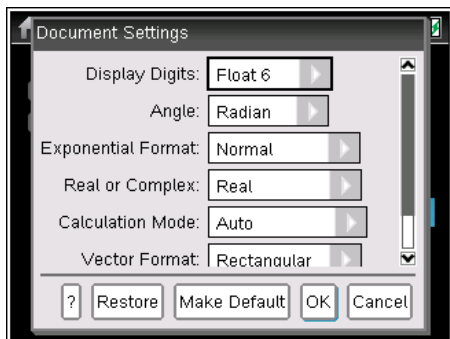 Document Settings
Display Digits: Float 6
Angle: Radian
Exponential Format: Normal
Real or Complex: Real
Calculation Mode: Auto
Vector Format: Rectangular
? Restore Make Default OK Cancel